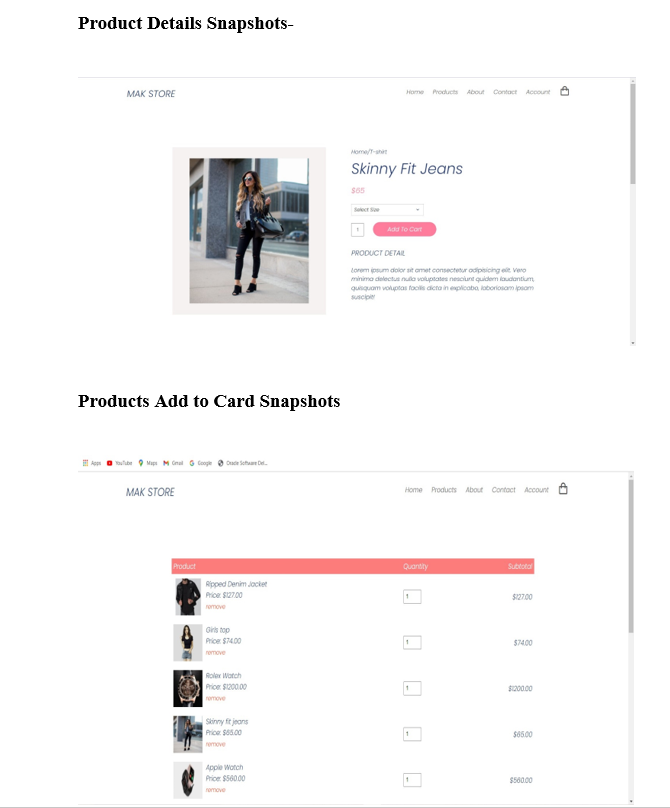 Product Details Snapshots-
MAK STORE
Home Products About Contact Account
Home/T-shirt
Skinny Fit Jeans
$65
Select Size
1
Add To Cart
PRODUCT DETAIL
Lorem ipsum dolor sit amet consectetur adipisicing elit. Vero
minima delectus nulla voluptates nesciunt quidem laudantium,
quisquam voluptas facilis dicta in explicabo, laboriosam ipsam
suscipit!
Products Add to Card Snapshots
Apps YouTube Maps Gmail Google Oracle Software Del...
MAK STORE
Home Products About Contact Account
Product Quantity Subtotal
Ripped Denim Jacket
Price: $127.00 1 $127.00
remove
Girls top
Price: $74.00 1 $74.00
remove
Rolex Watch
Price: $1200.00 1 $1200.00
remove
Skinny fit jeans
Price: $65.00 1 $65.00
remove
Apple Watch
Price: $560.00 1 $560.00
remove